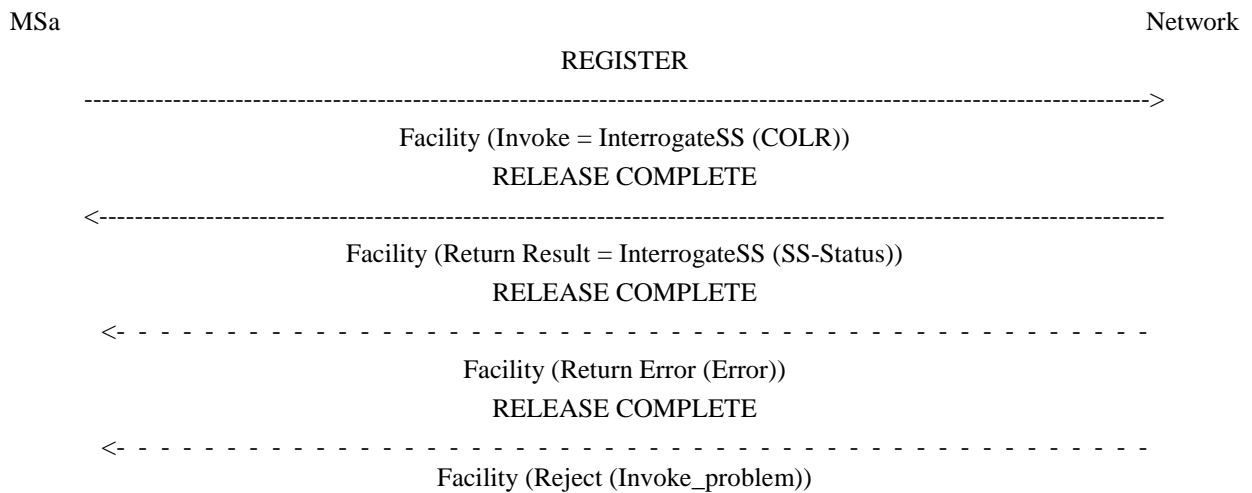 MSa Network
REGISTER
------------------------------------------------------------------------------------------------------------------------>
Facility (Invoke = InterrogateSS (COLR))
RELEASE COMPLETE
<------------------------------------------------------------------------------------------------------------------------
Facility (Return Result = InterrogateSS (SS-Status))
RELEASE COMPLETE
<- - - - - - - - - - - - - - - - - - - - - - - - - - - - - - - - - - - - - - - - - - - - - - - - - - - - - - - -
Facility (Return Error (Error))
RELEASE COMPLETE
<- - - - - - - - - - - - - - - - - - - - - - - - - - - - - - - - - - - - - - - - - - - - - - - - - - - - - - - -
Facility (Reject (Invoke_problem))